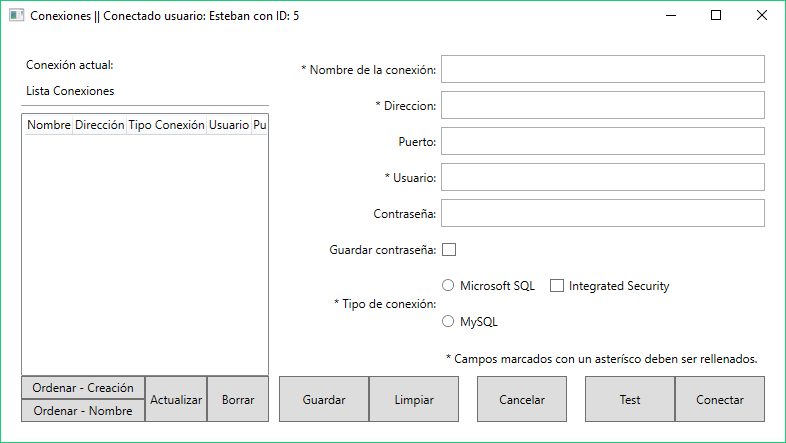 Conexiones || Conectado usuario: Esteban con ID: 5
Conexión actual:
Lista Conexiones
Nombre Dirección Tipo Conexión Usuario Pu
* Nombre de la conexión:
* Direccion:
Puerto:
* Usuario:
Contraseña:
Guardar contraseña:
* Tipo de conexión:
Microsoft SQL
Integrated Security
MySQL
* Campos marcados con un asterísco deben ser rellenados.
Ordenar - Creación
Ordenar - Nombre
Actualizar
Borrar
Guardar
Limpiar
Cancelar
Test
Conectar